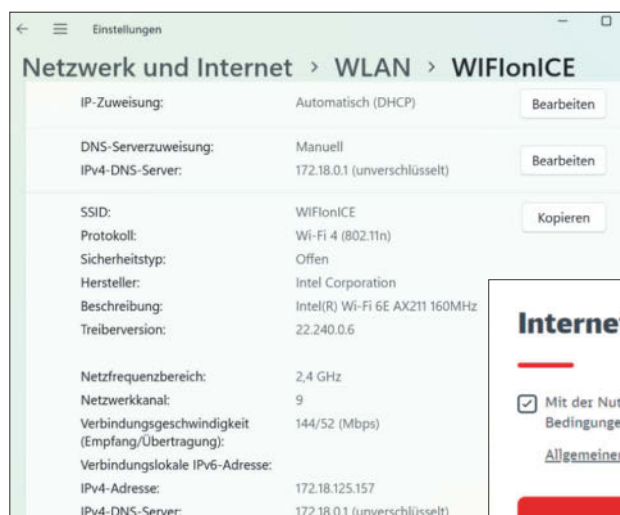 Einstellungen
Netzwerk und Internet > WLAN > WIFIonICE
IP-Zuweisung: Automatisch (DHCP) Bearbeiten
DNS-Serverzuweisung: Manuell
IPv4-DNS-Server: 172.18.0.1 (unverschlüsselt) Bearbeiten
SSID: WIFIonICE Kopieren
Protokoll: Wi-Fi 4 (802.11n)
Sicherheitstyp: Offen
Hersteller: Intel Corporation
Beschreibung: Intel(R) Wi-Fi 6E AX211 160MHz
Treiberversion: 22.240.0.6
Netzfrequenzbereich: 2,4 GHz
Netzwerkkanal: 9
Verbindungsgeschwindigkeit 144/52 (Mbps)
(Empfang/Übertragung):
Verbindungslokale IPv6-Adresse:
IPv4-Adresse: 172.18.125.157
IPv4-DNS-Server: 172.18.0.1 (unverschlüsselt)
Interne
Mit der Nut
Bedingunge
Allgemeine